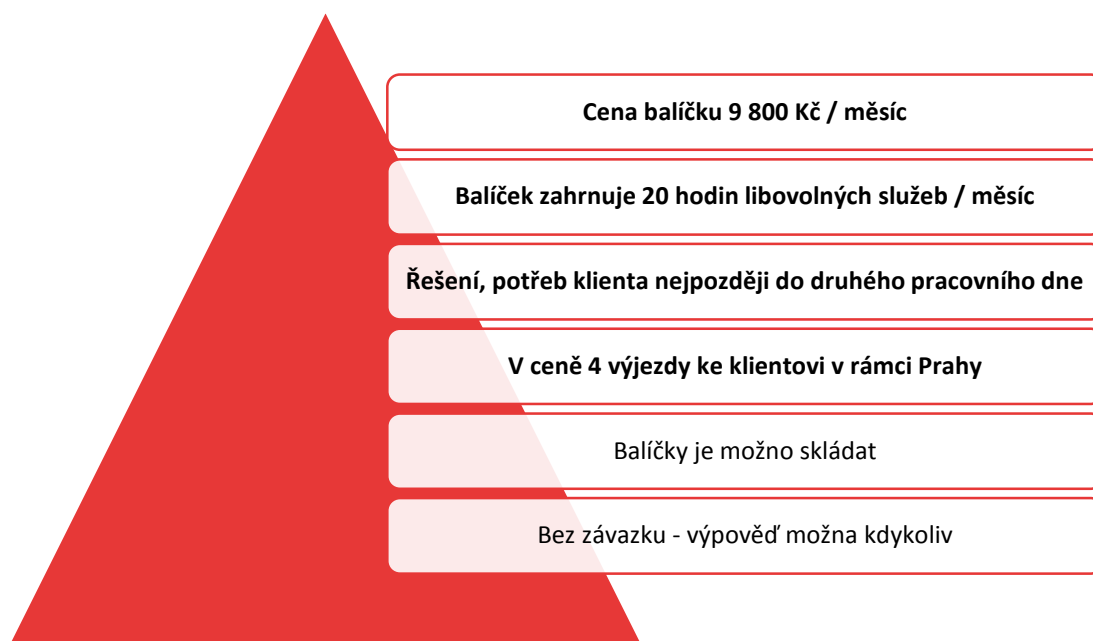 Cena balíčku 9 800 Kč / měsíc
Balíček zahrnuje 20 hodin libovolných služeb / měsíc
Řešení, potřeb klienta nejpozději do druhého pracovního dne
V ceně 4 výjezdy ke klientovi v rámci Prahy
Balíčky je možno skládat
Bez závazku - výpověď možna kdykoliv